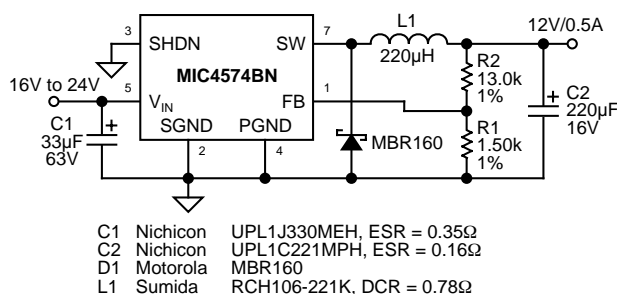 L1
12V/0.5A
3
SHDN
SW
7
220µH
R2
13.0k
1%
MIC4574BN
16V to 24V
5
VIN
FB
1
C2
220µF
16V
C1
33µF
63V
SGND
PGND
MBR160
R1
1.50k
1%
2
4
C1 Nichicon UPL1J330MEH, ESR = 0.35Ω
C2 Nichicon UPL1C221MPH, ESR = 0.16Ω
D1 Motorola MBR160
L1 Sumida RCH106-221K, DCR = 0.78Ω